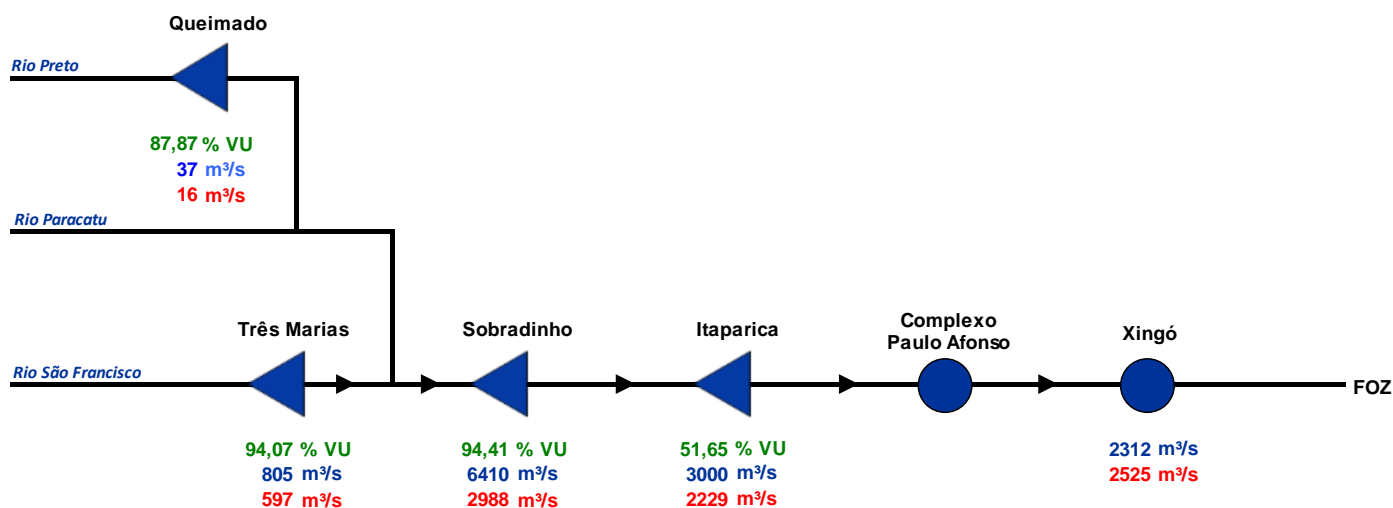 Queimado
Rio Preto
87,87 % VU
37 m³/s
16 m³/s
Rio Paracatu
Três Marias
Sobradinho
Itaparica
Complexo
Paulo Afonso
Xingó
Rio São Francisco
FOZ
94,07 % VU
805 m³/s
597 m³/s
94,41 % VU
6410 m³/s
2988 m³/s
51,65 % VU
3000 m³/s
2229 m³/s
2312 m³/s
2525 m³/s